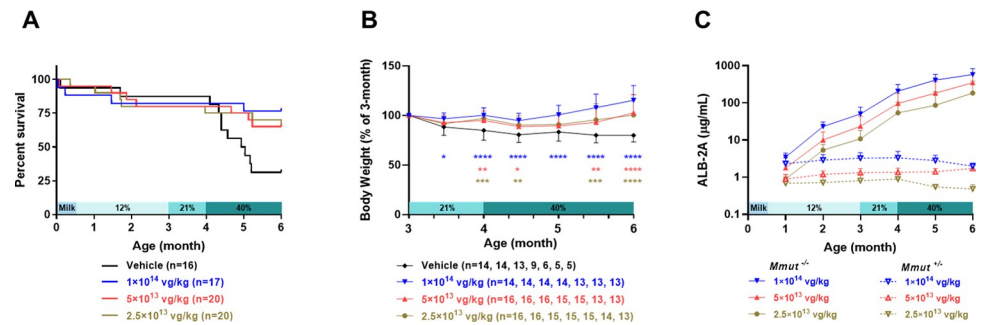 A
Percent survival
100
75
50
25
0
Milk 12% 21% 40%
0 1 2 3 4 5 6
Age (month)
Vehicle (n=16)
1×10¹⁴ vg/kg (n=17)
5×10¹³ vg/kg (n=20)
2.5×10¹³ vg/kg (n=20)
B
Body Weight (% of 3-month)
150
100
50
0
* **** **** **** **** ****
** * ** ****
*** ** *** ****
21% 40%
3 4 5 6
Age (month)
Vehicle (n=14, 14, 13, 9, 6, 5, 5)
1×10¹⁴ vg/kg (n=14, 14, 14, 14, 13, 13, 13)
5×10¹³ vg/kg (n=16, 16, 16, 15, 15, 13, 13)
2.5×10¹³ vg/kg (n=16, 16, 15, 15, 15, 14, 13)
C
ALB-2A (µg/mL)
1000
100
10
1
0.1
Milk 12% 21% 40%
0 1 2 3 4 5 6
Age (month)
Mmut -/- Mmut +/-
1×10¹⁴ vg/kg 1×10¹⁴ vg/kg
5×10¹³ vg/kg 5×10¹³ vg/kg
2.5×10¹³ vg/kg 2.5×10¹³ vg/kg